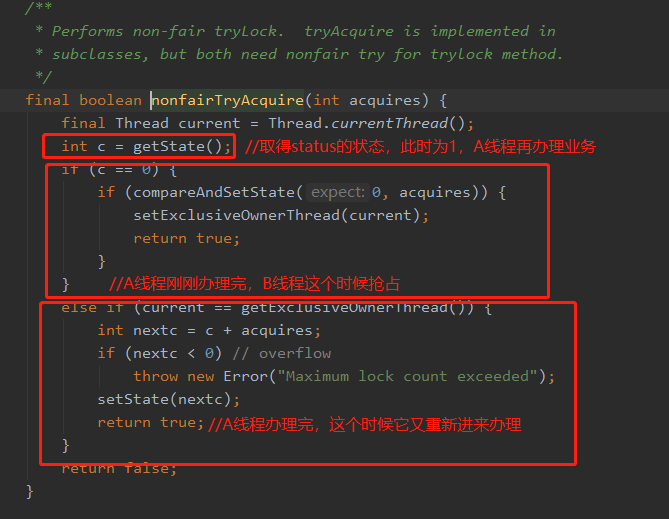 /**
* Performs non-fair tryLock.  tryAcquire is implemented in
* subclasses, but both need nonfair try for trylock method.
*/
final boolean nonfairTryAcquire(int acquires) {
final Thread current = Thread.currentThread();
int c = getState(); //取得status的状态，此时为1，A线程再办理业务
if (c == 0) {
if (compareAndSetState( expect: 0, acquires)) {
setExclusiveOwnerThread(current);
return true;
}
} //A线程刚刚办理完，B线程这个时候抢占
else if (current == getExclusiveOwnerThread()) {
int nextc = c + acquires;
if (nextc < 0) // overflow
throw new Error("Maximum lock count exceeded");
setState(nextc);
return true; //A线程办理完，这个时候它又重新进来办理
}
return false;
}